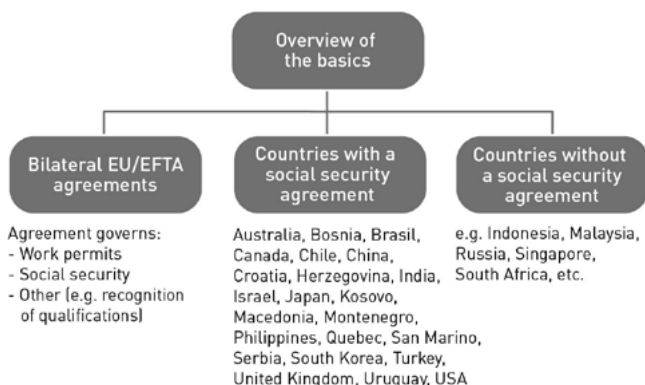 Overview of
the basics
Bilateral EU/EFTA
agreements
Countries with a
social security
agreement
Countries without
a social security
agreement
Agreement governs:
- Work permits
- Social security
- Other (e.g. recognition
of qualifications)
Australia, Bosnia, Brasil,
Canada, Chile, China,
Croatia, Herzegovina, India,
Israel, Japan, Kosovo,
Macedonia, Montenegro,
Philippines, Quebec, San Marino,
Serbia, South Korea, Turkey,
United Kingdom, Uruguay, USA
e.g. Indonesia, Malaysia,
Russia, Singapore,
South Africa, etc.